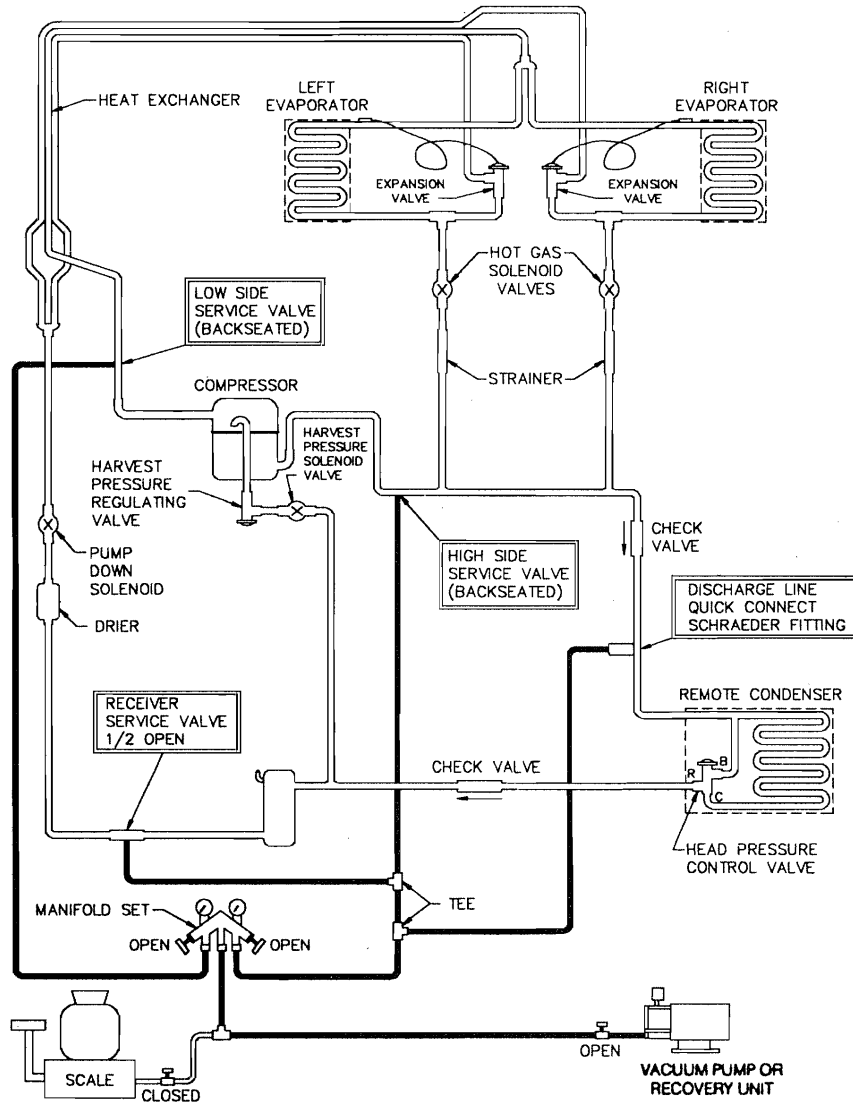 HEAT EXCHANGER
LEFT
EVAPORATOR
RIGHT
EVAPORATOR
EXPANSION
VALVE
EXPANSION
VALVE
HOT GAS
SOLENOID
VALVES
LOW SIDE
SERVICE VALVE
(BACKSEATED)
STRAINER
COMPRESSOR
HARVEST
PRESSURE
SOLENOID
VALVE
HARVEST
PRESSURE
REGULATING
VALVE
CHECK
VALVE
PUMP
DOWN
SOLENOID
HIGH SIDE
SERVICE VALVE
(BACKSEATED)
DISCHARGE LINE
QUICK CONNECT
SCHRAEDER FITTING
DRIER
RECEIVER
SERVICE VALVE
1/2 OPEN
REMOTE CONDENSER
CHECK VALVE
B
R
C
HEAD PRESSURE
CONTROL VALVE
MANIFOLD SET
TEE
OPEN
OPEN
SCALE
CLOSED
OPEN
VACUUM PUMP OR
RECOVERY UNIT